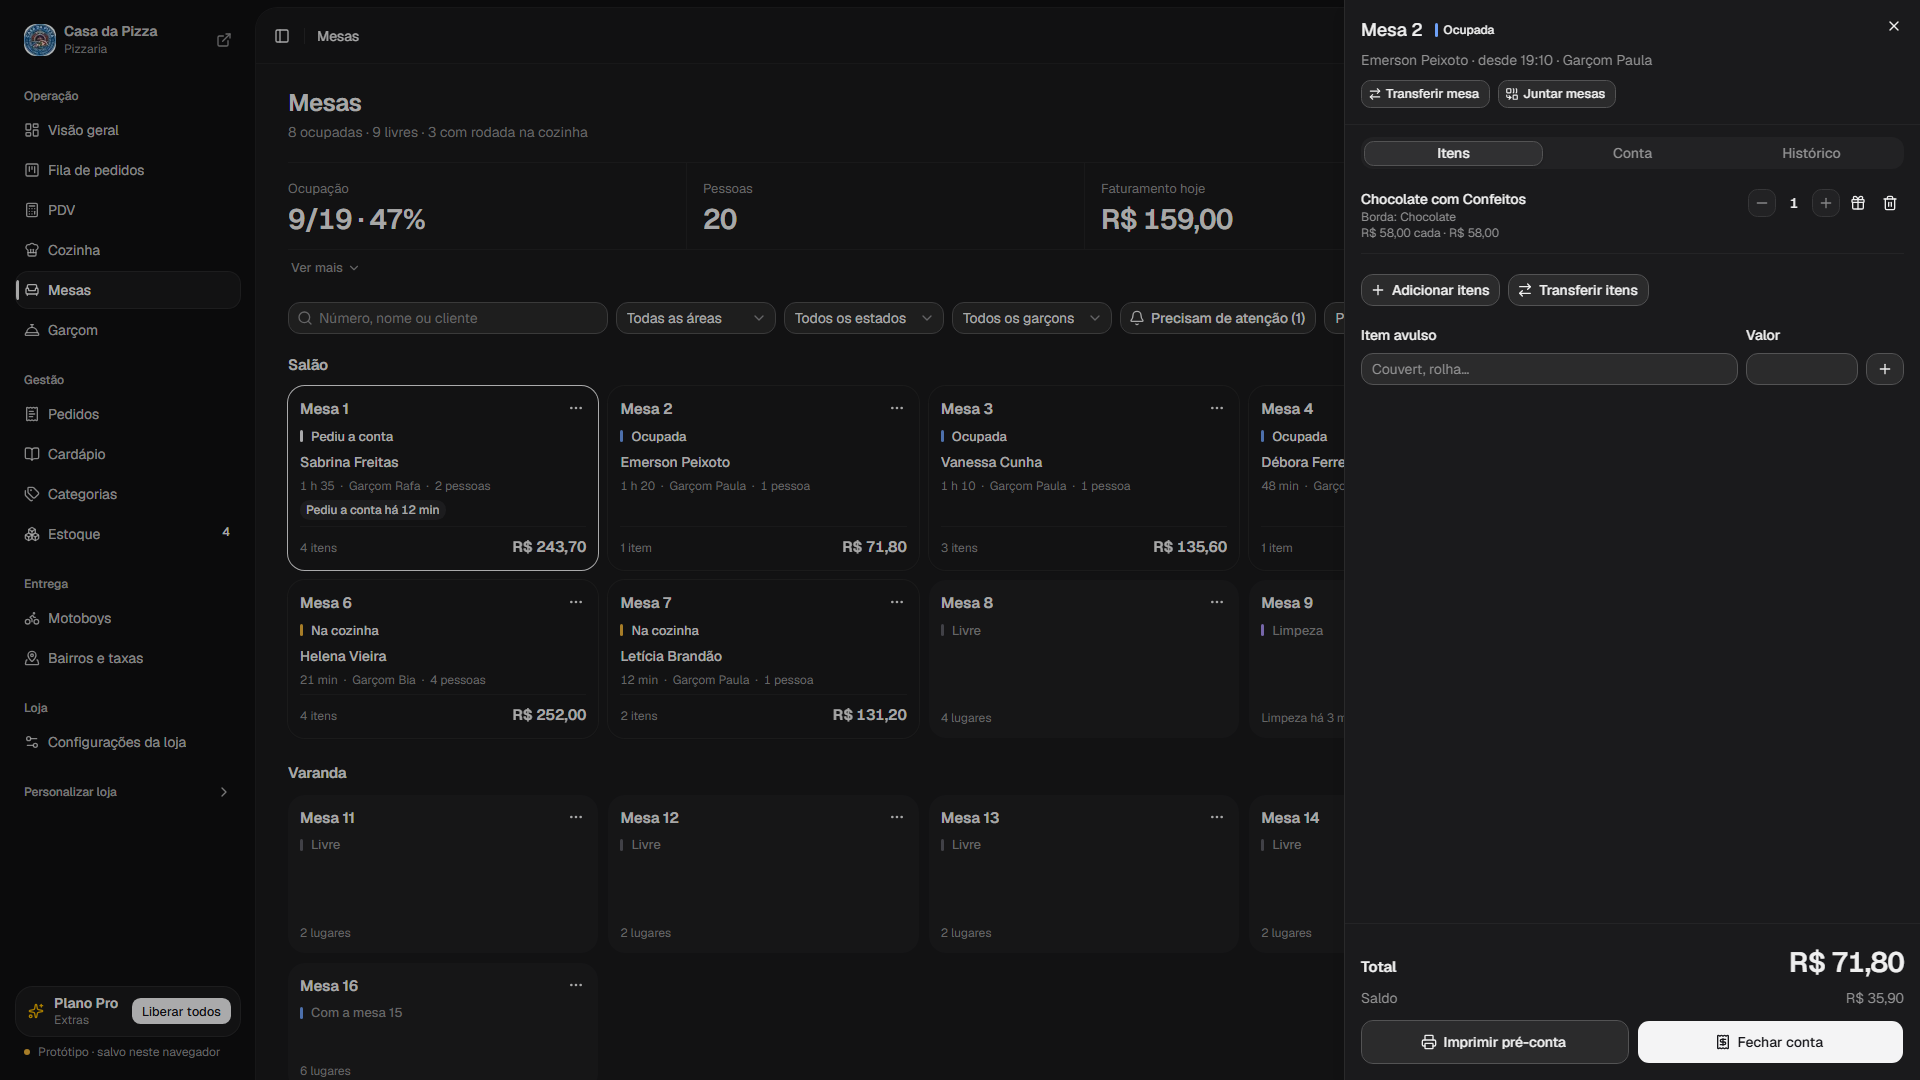 Casa da Pizza
Pizzaria
Operação
Visão geral
Fila de pedidos
PDV
Cozinha
Mesas
Garçom
Gestão
Pedidos
Cardápio
Categorias
Estoque 4
Entrega
Motoboys
Bairros e taxas
Loja
Configurações da loja
Personalizar loja
Plano Pro
Extras
Liberar todos
Protótipo · salvo neste navegador
Mesas
Mesas
8 ocupadas · 9 livres · 3 com rodada na cozinha
Ocupação
9/19 · 47%
Pessoas
20
Faturamento hoje
R$ 159,00
Ver mais
Número, nome ou cliente
Todas as áreas
Todos os estados
Todos os garçons
Precisam de atenção (1)
P
Salão
Mesa 1
Pediu a conta
Sabrina Freitas
1 h 35 · Garçom Rafa · 2 pessoas
Pediu a conta há 12 min
4 itens R$ 243,70
Mesa 2
Ocupada
Emerson Peixoto
1 h 20 · Garçom Paula · 1 pessoa
1 item R$ 71,80
Mesa 3
Ocupada
Vanessa Cunha
1 h 10 · Garçom Paula · 1 pessoa
3 itens R$ 135,60
Mesa 4
Ocupada
Débora Ferre
48 min · Garço
1 item
Mesa 6
Na cozinha
Helena Vieira
21 min · Garçom Bia · 4 pessoas
4 itens R$ 252,00
Mesa 7
Na cozinha
Letícia Brandão
12 min · Garçom Paula · 1 pessoa
2 itens R$ 131,20
Mesa 8
Livre
4 lugares
Mesa 9
Limpeza
Limpeza há 3 m
Varanda
Mesa 11
Livre
2 lugares
Mesa 12
Livre
2 lugares
Mesa 13
Livre
2 lugares
Mesa 14
Livre
2 lugares
Mesa 16
Com a mesa 15
6 lugares
Mesa 2 Ocupada
Emerson Peixoto · desde 19:10 · Garçom Paula
Transferir mesa
Juntar mesas
Itens
Conta
Histórico
Chocolate com Confeitos
Borda: Chocolate
R$ 58,00 cada · R$ 58,00
1
Adicionar itens
Transferir itens
Item avulso
Valor
Couvert, rolha…
Total R$ 71,80
Saldo R$ 35,90
Imprimir pré-conta
Fechar conta